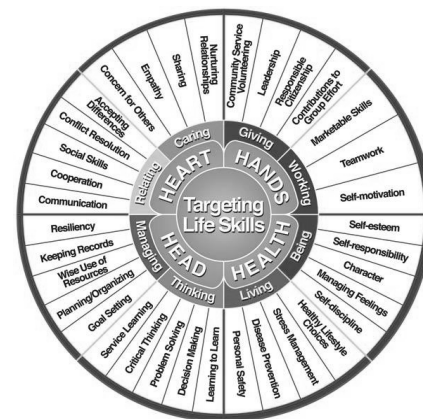 Targeting
Life Skills
HEART
HANDS
HEALTH
HEAD
Relating
Caring
Giving
Working
Being
Living
Thinking
Managing
Communication
Cooperation
Social Skills
Conflict Resolution
Accepting
Differences
Concern for Others
Empathy
Sharing
Nurturing
Relationships
Community Service
Volunteering
Leadership
Responsible
Citizenship
Contributions to
Group Effort
Marketable Skills
Teamwork
Self-motivation
Self-esteem
Self-responsibility
Character
Managing Feelings
Self-discipline
Healthy Lifestyle
Choices
Stress Management
Disease Prevention
Personal Safety
Learning to Learn
Decision Making
Problem Solving
Critical Thinking
Service Learning
Goal Setting
Planning/Organizing
Wise Use of
Resources
Keeping Records
Resiliency